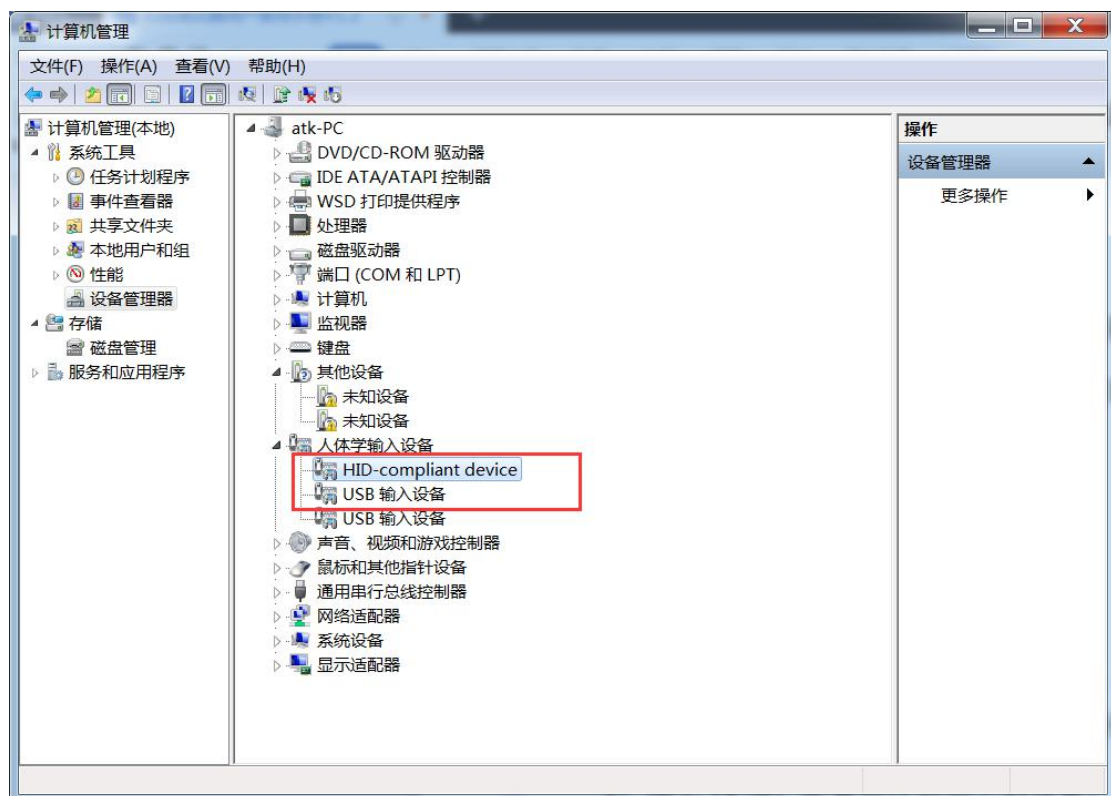 计算机管理
文件(F) 操作(A) 查看(V) 帮助(H)
计算机管理(本地)
系统工具
任务计划程序
事件查看器
共享文件夹
本地用户和组
性能
设备管理器
存储
磁盘管理
服务和应用程序
atk-PC
DVD/CD-ROM 驱动器
IDE ATA/ATAPI 控制器
WSD 打印提供程序
处理器
磁盘驱动器
端口 (COM 和 LPT)
计算机
监视器
键盘
其他设备
未知设备
未知设备
人体学输入设备
HID-compliant device
USB 输入设备
USB 输入设备
声音、视频和游戏控制器
鼠标和其他指针设备
通用串行总线控制器
网络适配器
系统设备
显示适配器
操作
设备管理器
更多操作